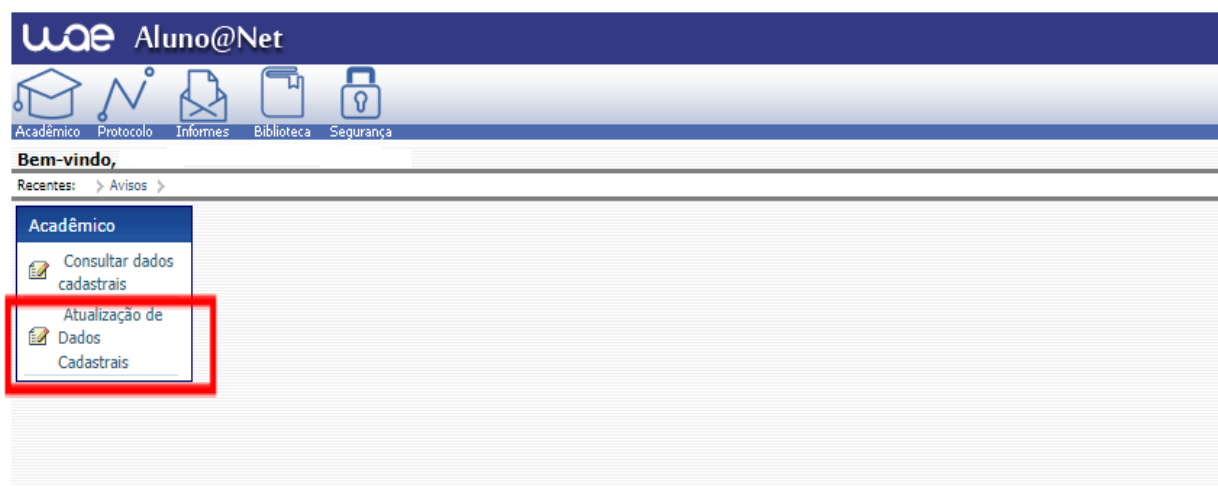 wae Aluno@Net
Acadêmico Protocolo Informes Biblioteca Segurança
Bem-vindo,
Recentes: > Avisos >
Acadêmico
Consultar dados
cadastrais
Atualização de
Dados
Cadastrais